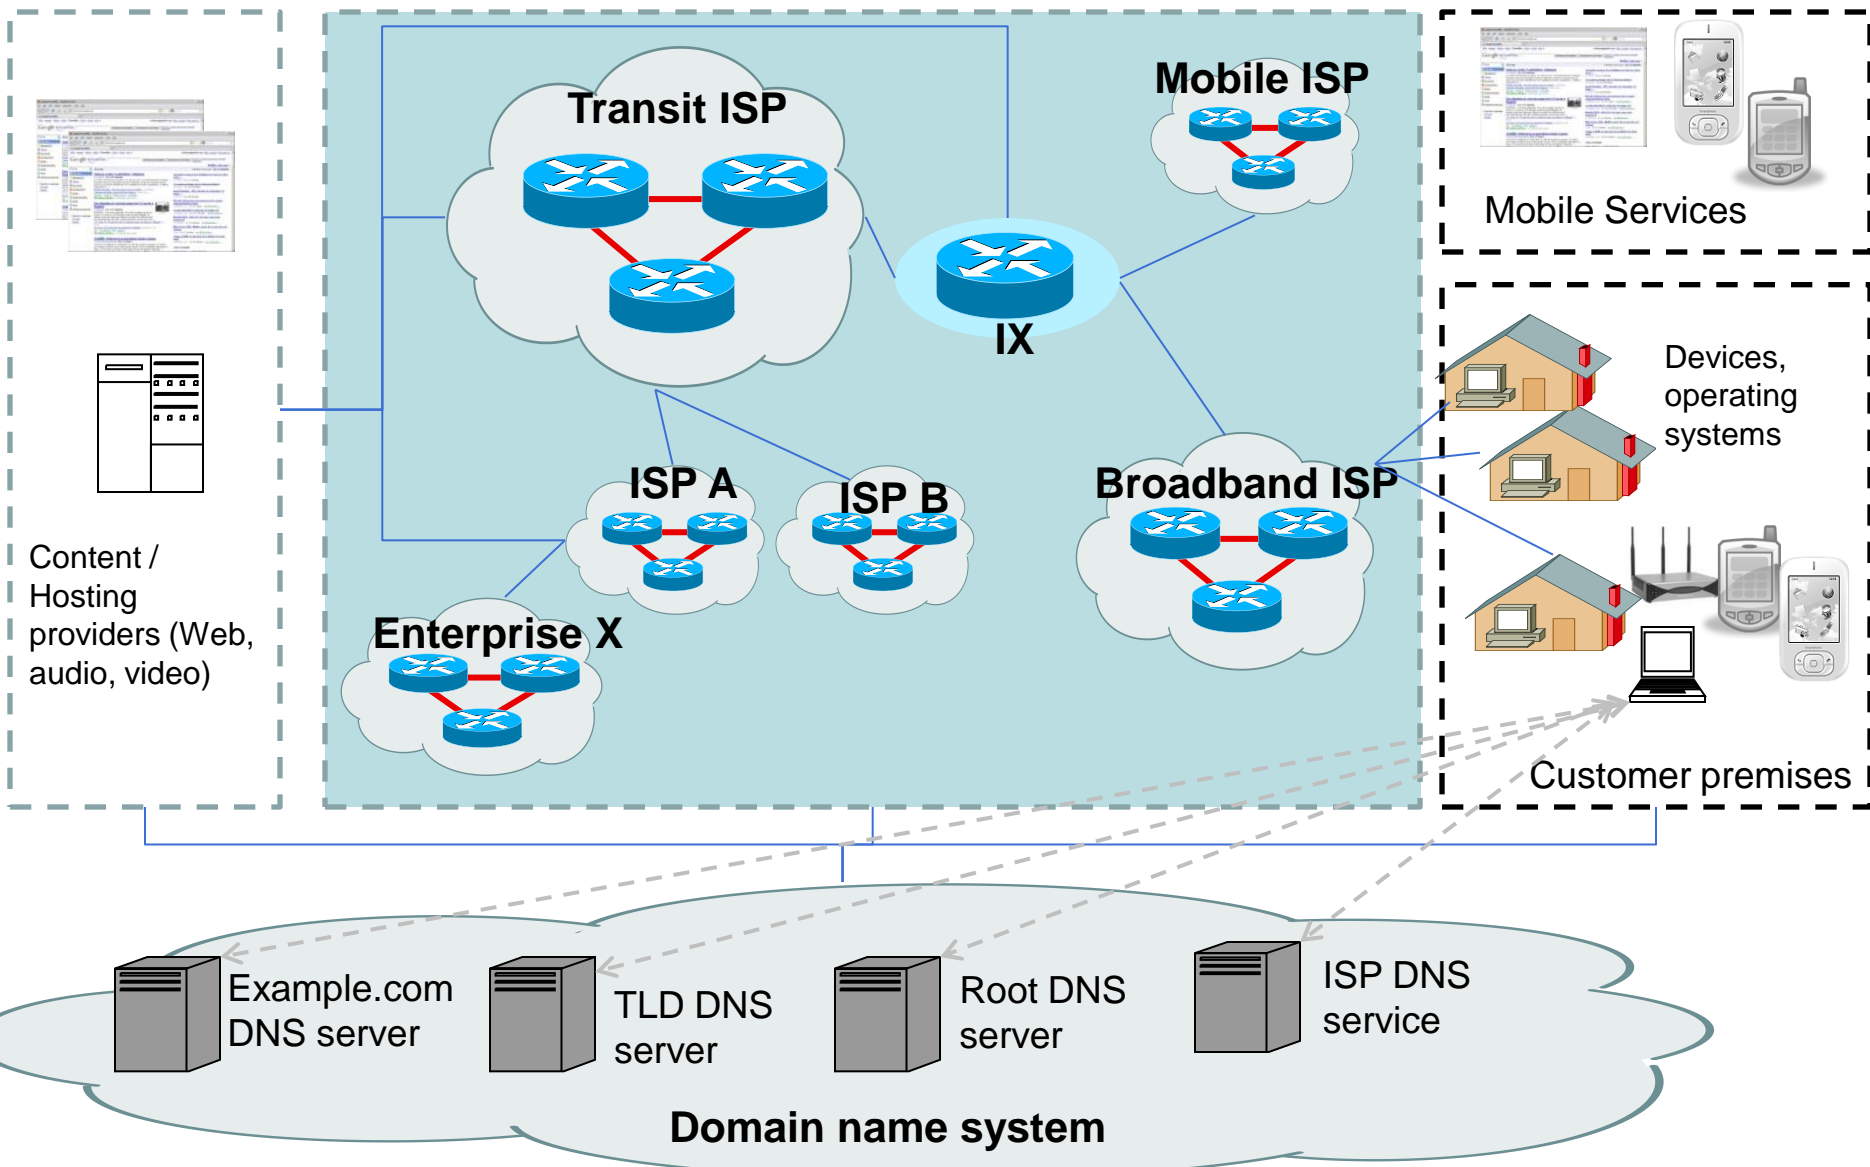 Transit ISP
Mobile ISP
Mobile Services
IX
Devices,
operating
systems
ISP A
ISP B
Broadband ISP
Content /
Hosting
providers (Web,
audio, video)
Enterprise X
Customer premises
Example.com
DNS server
TLD DNS
server
Root DNS
server
ISP DNS
service
Domain name system